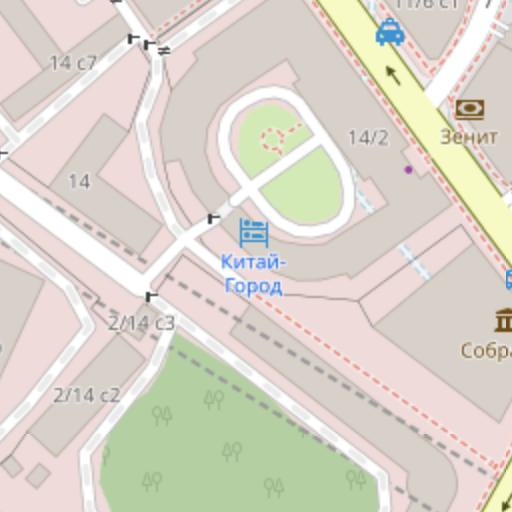 11/6 с1
14 с7
Зенит
14/2
14
Китай-
Город
2/14 с3
Собра
2/14 с2